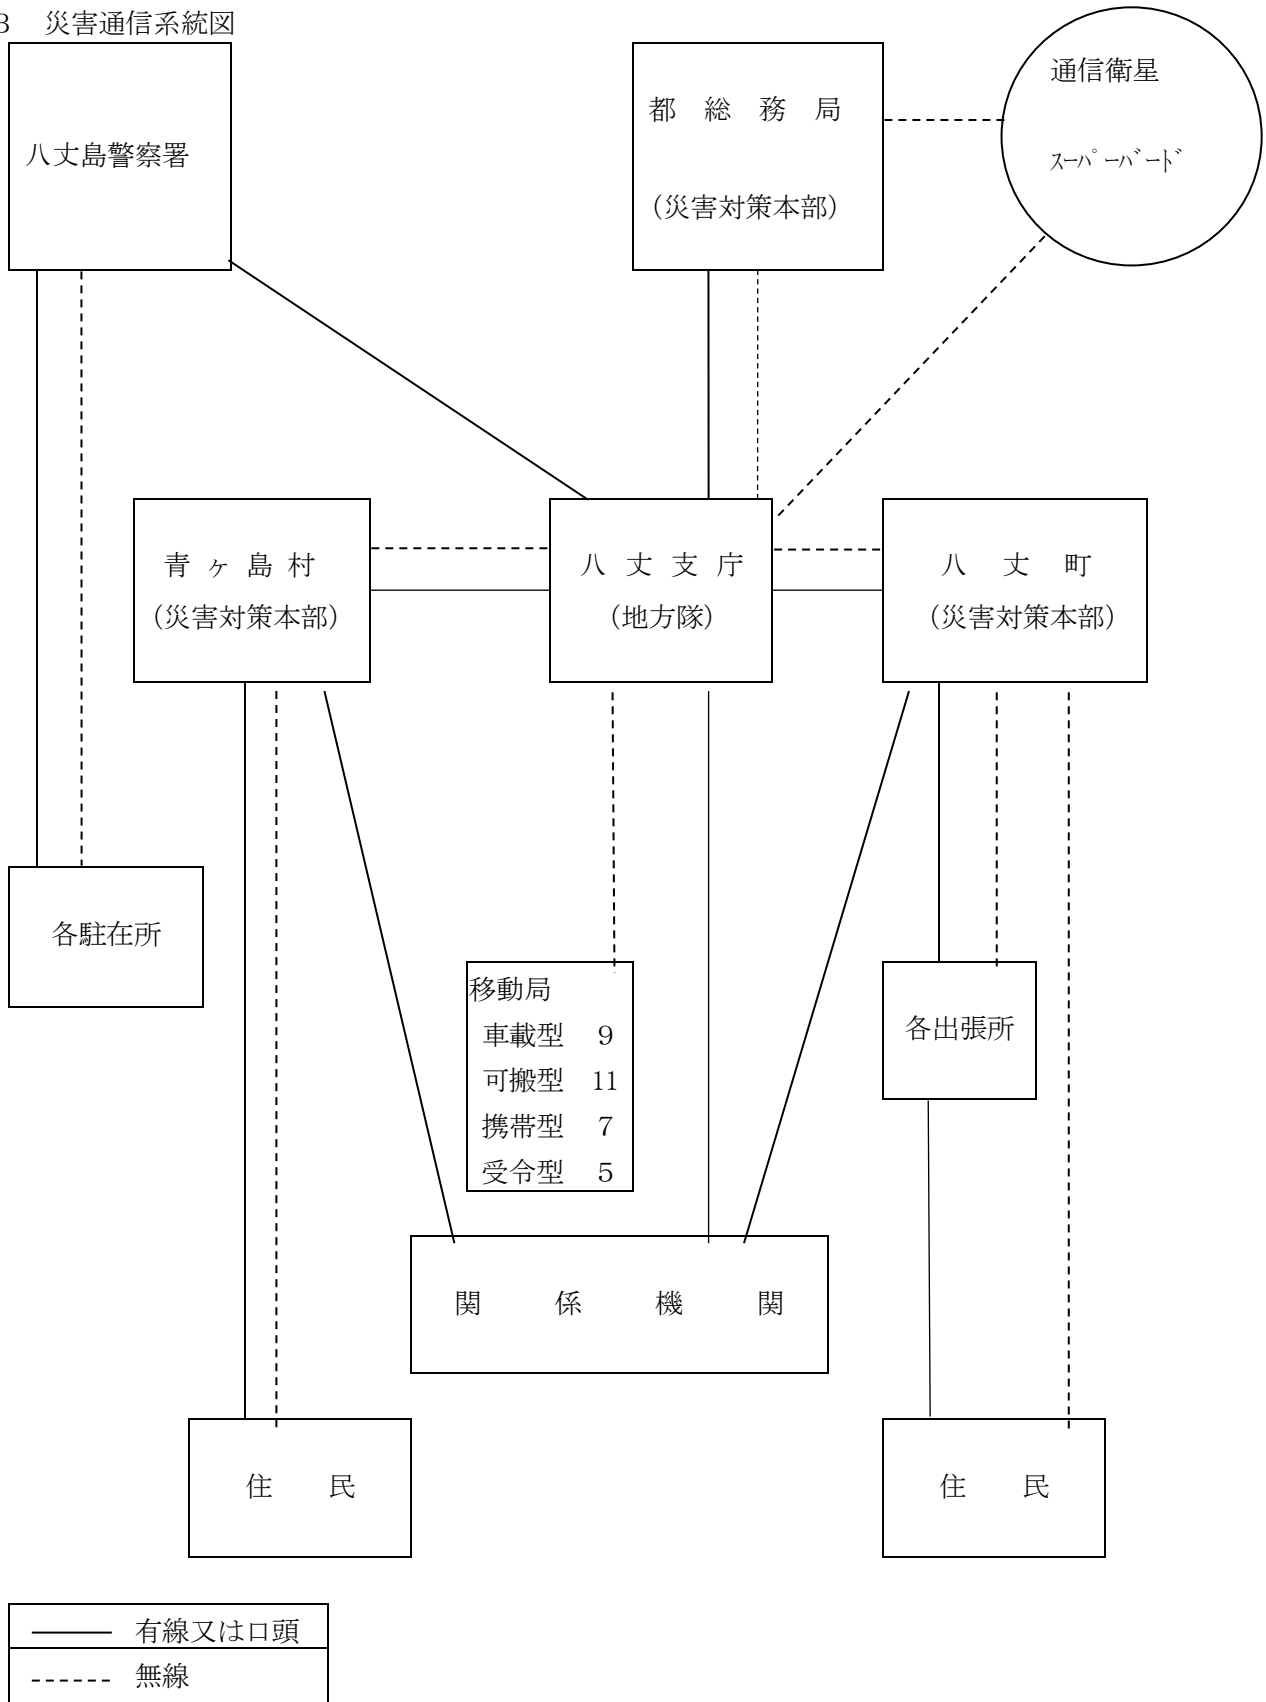 3　災害通信系統図
八丈島警察署
都　総　務　局
（災害対策本部）
通信衛星
ｽｰﾊﾟｰﾊﾞｰﾄﾞ
青ヶ島村
（災害対策本部）
八丈支庁
（地方隊）
八　丈　町
（災害対策本部）
各駐在所
移動局
車載型　9
可搬型　11
携帯型　7
受令型　5
各出張所
関　係　機　関
住　民
住　民
有線又は口頭
無線